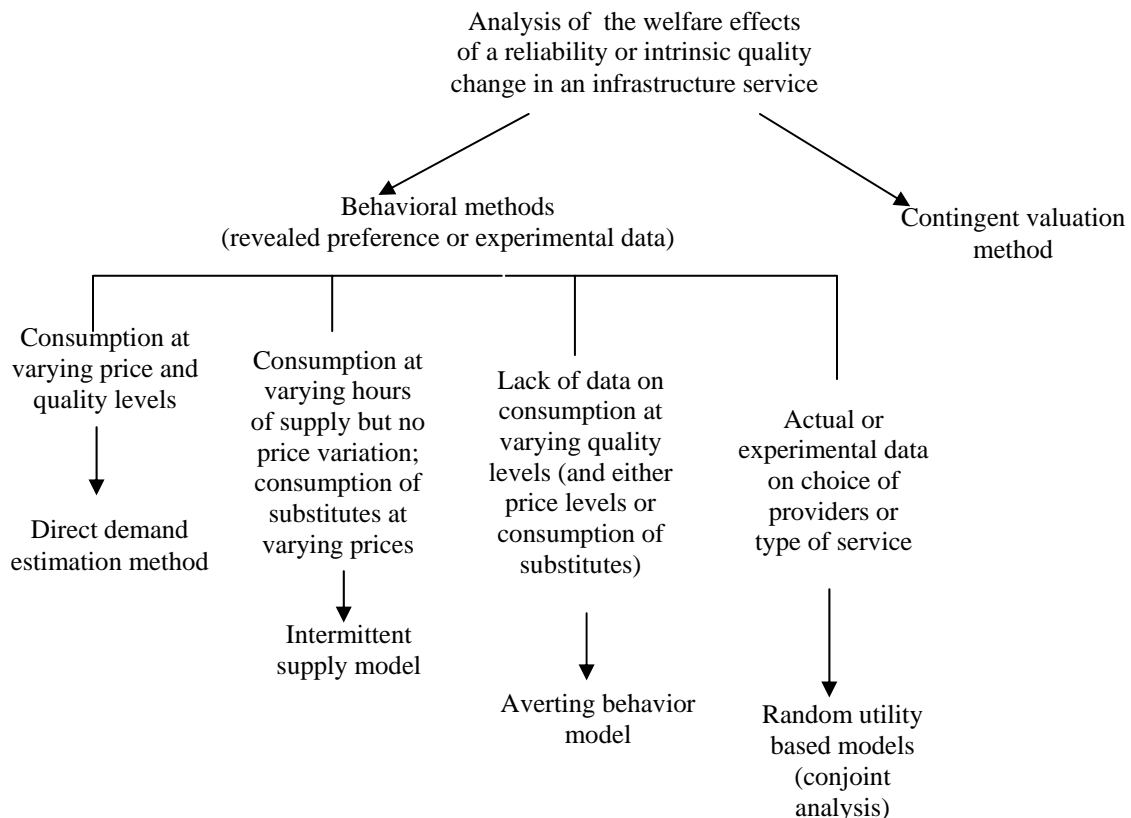 Analysis of the welfare effects
of a reliability or intrinsic quality
change in an infrastructure service
Behavioral methods
(revealed preference or experimental data)
Contingent valuation
method
Consumption at
varying price and
quality levels
Direct demand
estimation method
Consumption at
varying hours
of supply but no
price variation;
consumption of
substitutes at
varying prices
Intermittent
supply model
Lack of data on
consumption at
varying quality
levels (and either
price levels or
consumption of
substitutes)
Averting behavior
model
Actual or
experimental data
on choice of
providers or
type of service
Random utility
based models
(conjoint
analysis)